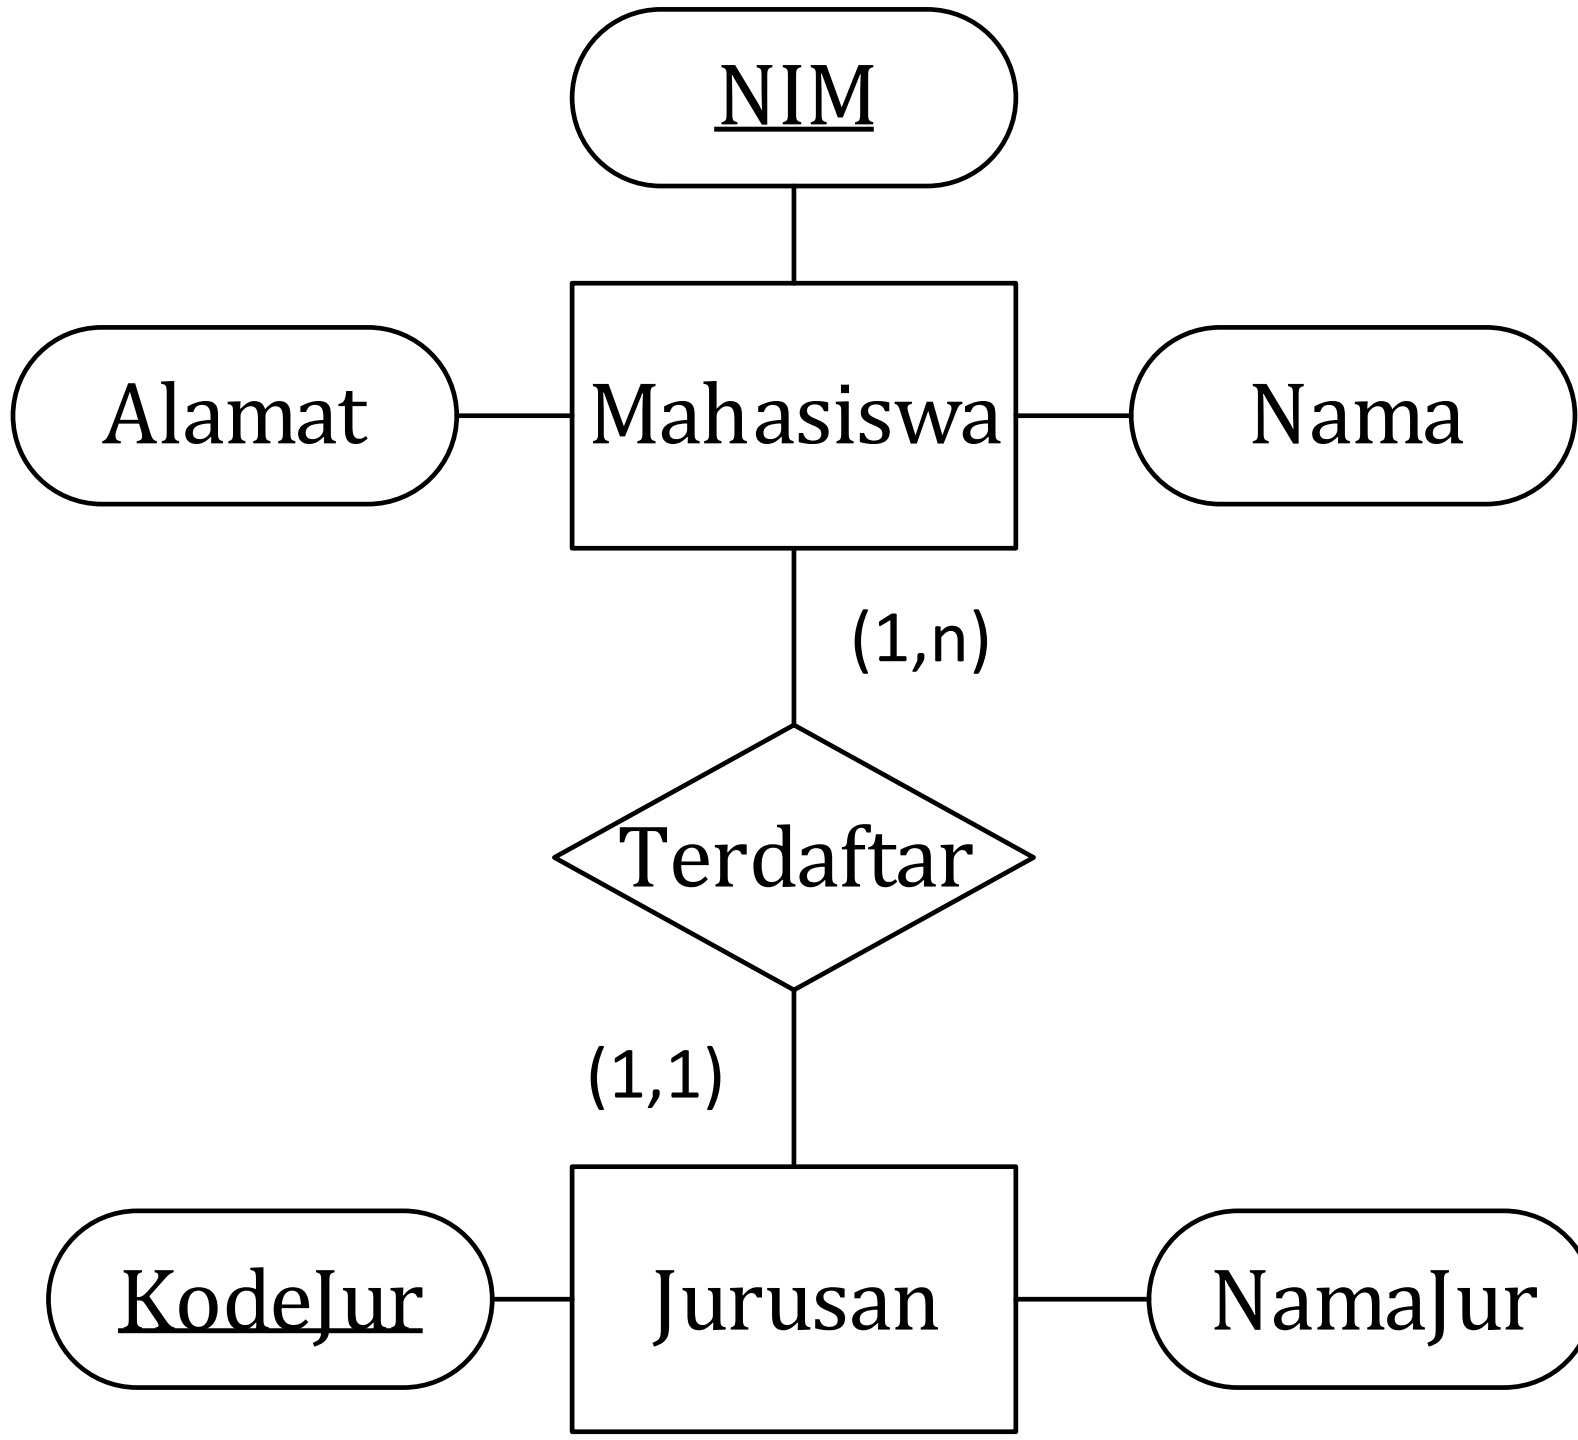 NIM
Alamat
Mahasiswa
Nama
(1,n)
Terdaftar
(1,1)
KodeJur
Jurusan
NamaJur